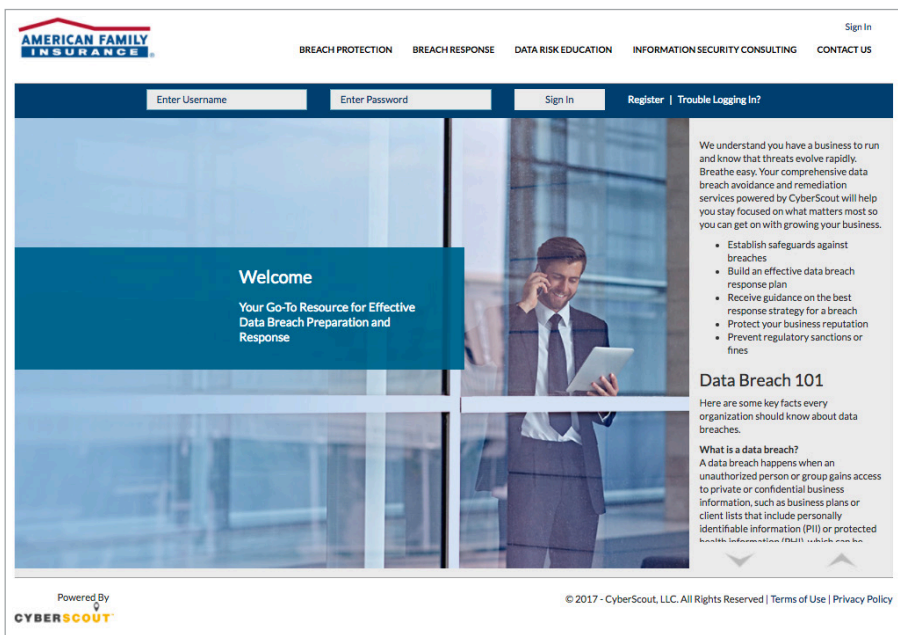 Sign In
AMERICAN FAMILY
INSURANCE ®
BREACH PROTECTION BREACH RESPONSE DATA RISK EDUCATION INFORMATION SECURITY CONSULTING CONTACT US
Enter Username Enter Password Sign In Register | Trouble Logging In?
Welcome
Your Go-To Resource for Effective
Data Breach Preparation and
Response
We understand you have a business to run
and know that threats evolve rapidly.
Breathe easy. Your comprehensive data
breach avoidance and remediation
services powered by CyberScout will help
you stay focused on what matters most so
you can get on with growing your business.
• Establish safeguards against
breaches
• Build an effective data breach
response plan
• Receive guidance on the best
response strategy for a breach
• Protect your business reputation
• Prevent regulatory sanctions or
fines
Data Breach 101
Here are some key facts every
organization should know about data
breaches.
What is a data breach?
A data breach happens when an
unauthorized person or group gains access
to private or confidential business
information, such as business plans or
client lists that include personally
identifiable information (PII) or protected
health information (PHI), which can be
Powered By
CYBERSCOUT
© 2017 - CyberScout, LLC. All Rights Reserved | Terms of Use | Privacy Policy